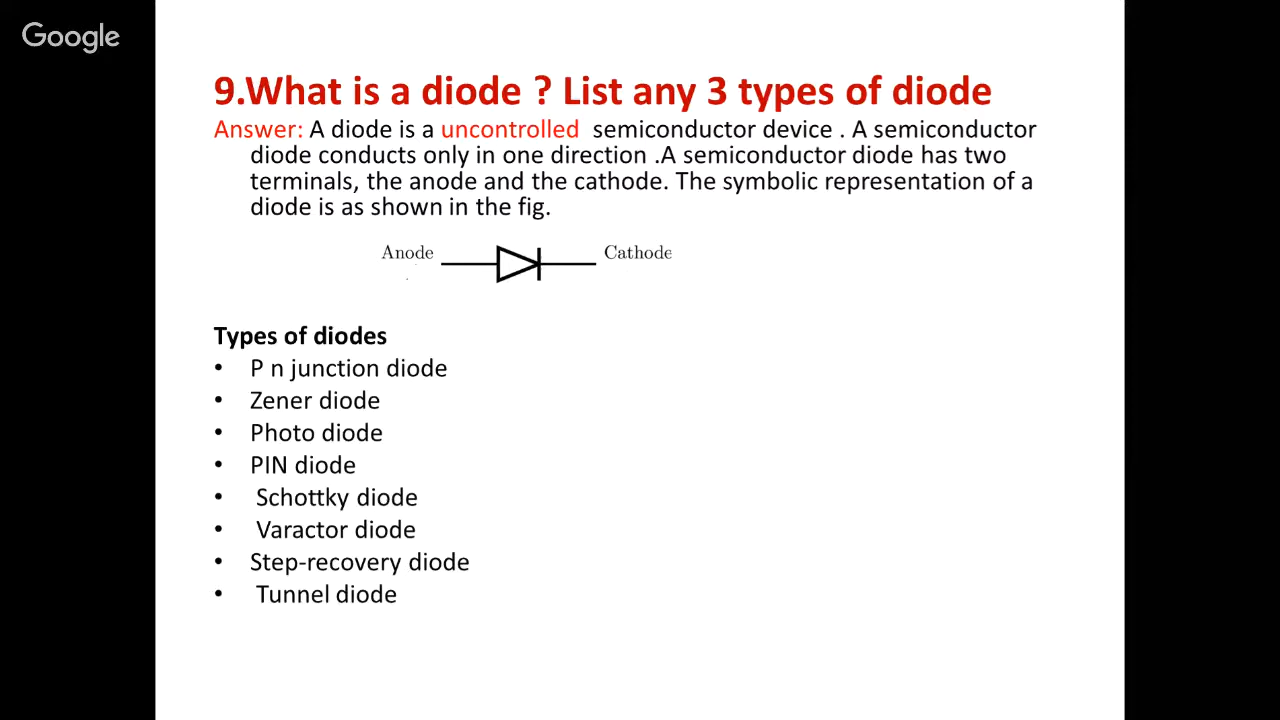 Google
9.What is a diode ? List any 3 types of diode
Answer: A diode is a uncontrolled semiconductor device . A semiconductor
diode conducts only in one direction .A semiconductor diode has two
terminals, the anode and the cathode. The symbolic representation of a
diode is as shown in the fig.
Anode Cathode
Types of diodes
• P n junction diode
• Zener diode
• Photo diode
• PIN diode
• Schottky diode
• Varactor diode
• Step-recovery diode
• Tunnel diode